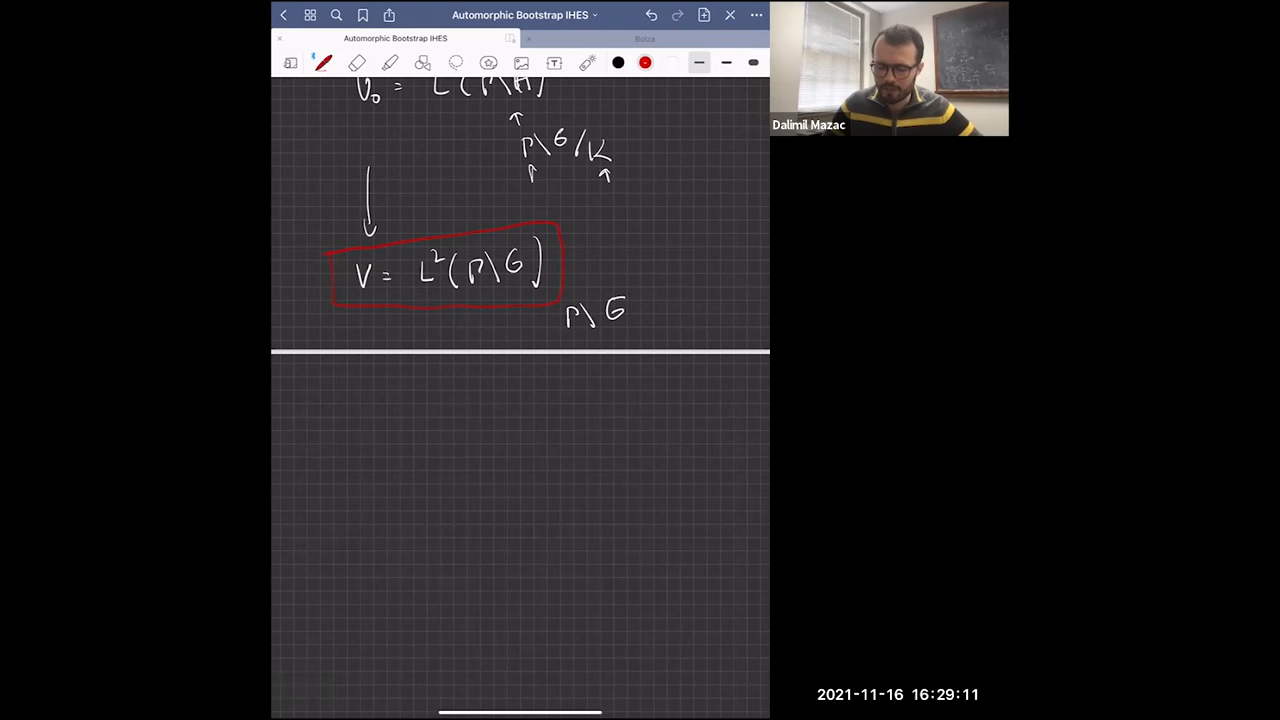 Automorphic Bootstrap IHES
Automorphic Bootstrap IHES
Bolza
V₀ = L²(Γ\H)
Γ\G/K
V = L²(Γ\G)
Γ\G
Dalimil Mazac
2021-11-16 16:29:11